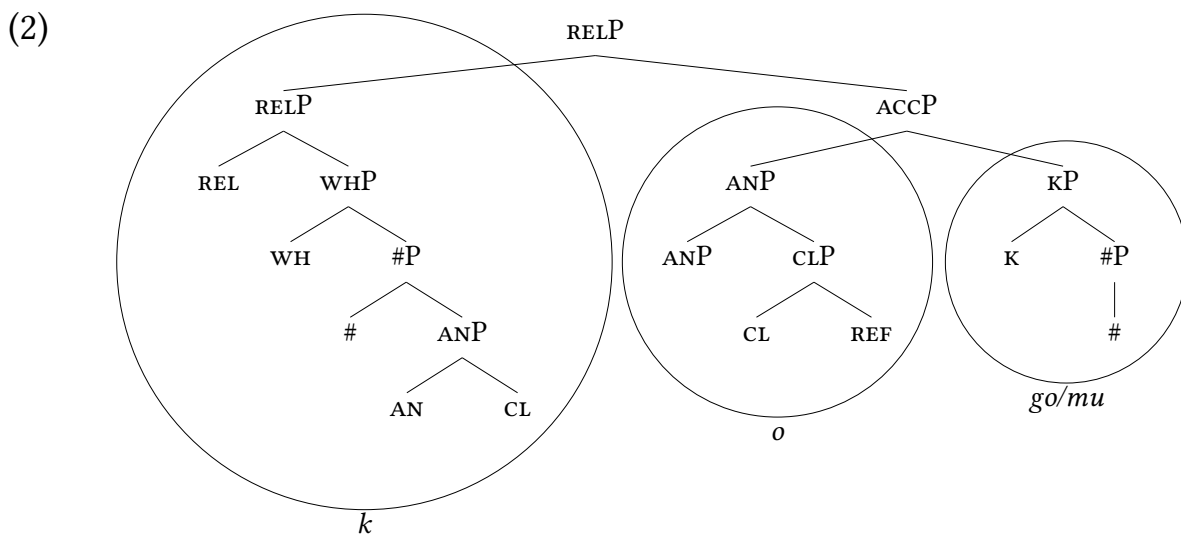 (2)
RELP
RELP ACCP
REL WHP ANP KP
WH #P ANP CLP K #P
# ANP CL REF #
AN CL go/mu
o
k